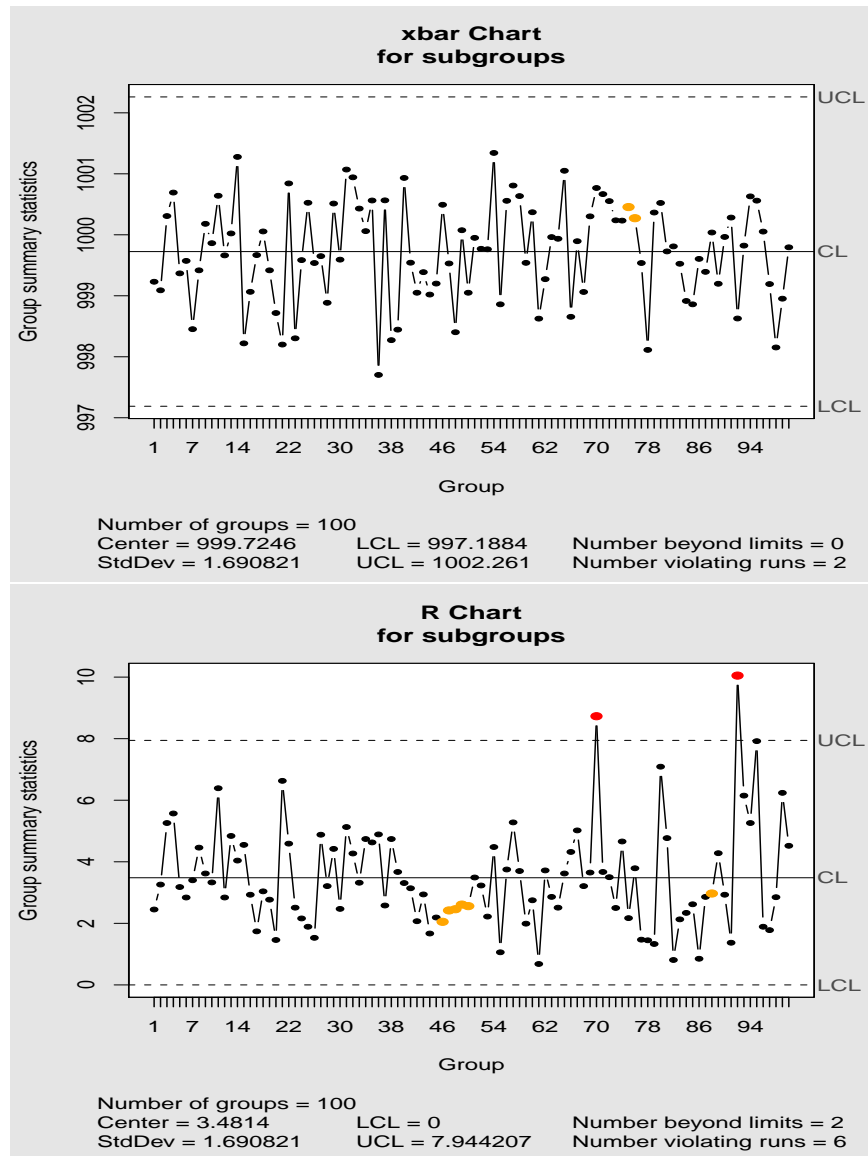 xbar Chart
for subgroups
Group summary statistics
1002
1001
1000
999
998
997
UCL
CL
LCL
1 7 14 22 30 38 46 54 62 70 78 86 94
Group
Number of groups = 100
Center = 999.7246 LCL = 997.1884 Number beyond limits = 0
StdDev = 1.690821 UCL = 1002.261 Number violating runs = 2
R Chart
for subgroups
Group summary statistics
10
8
6
4
2
0
UCL
CL
LCL
1 7 14 22 30 38 46 54 62 70 78 86 94
Group
Number of groups = 100
Center = 3.4814 LCL = 0 Number beyond limits = 2
StdDev = 1.690821 UCL = 7.944207 Number violating runs = 6